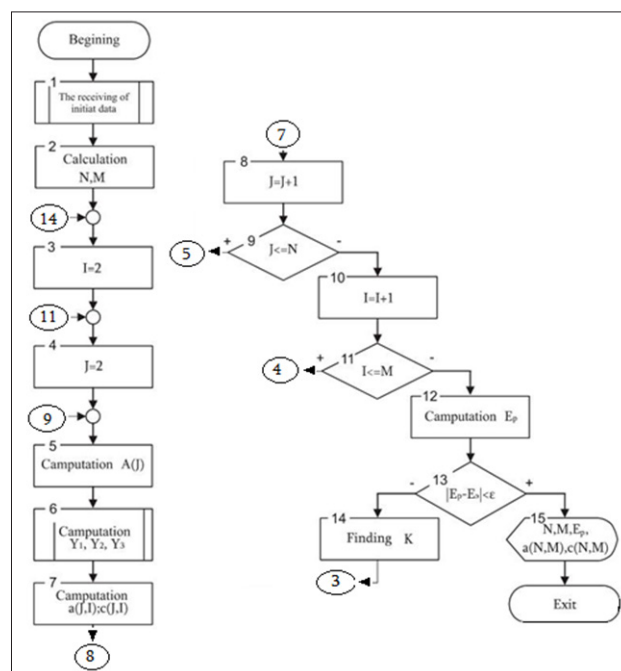 Begining
1
The receiving of
initiat data
2
Calculation
N,M
14
3
I=2
11
4
J=2
9
5
Camputation A(J)
6
Camputation
Y₁, Y₂, Y₃
7
Camputation
a(J,I);c(J,I)
8
7
8
J=J+1
9
J<=N
+
-
5
10
I=I+1
11
I<=M
+
-
4
12
Camputation Eₚ
13
|Eₚ-Eₛ|<ε
-
+
14
Finding K
3
15
N,M,Eₚ,
a(N,M),c(N,M)
Exit